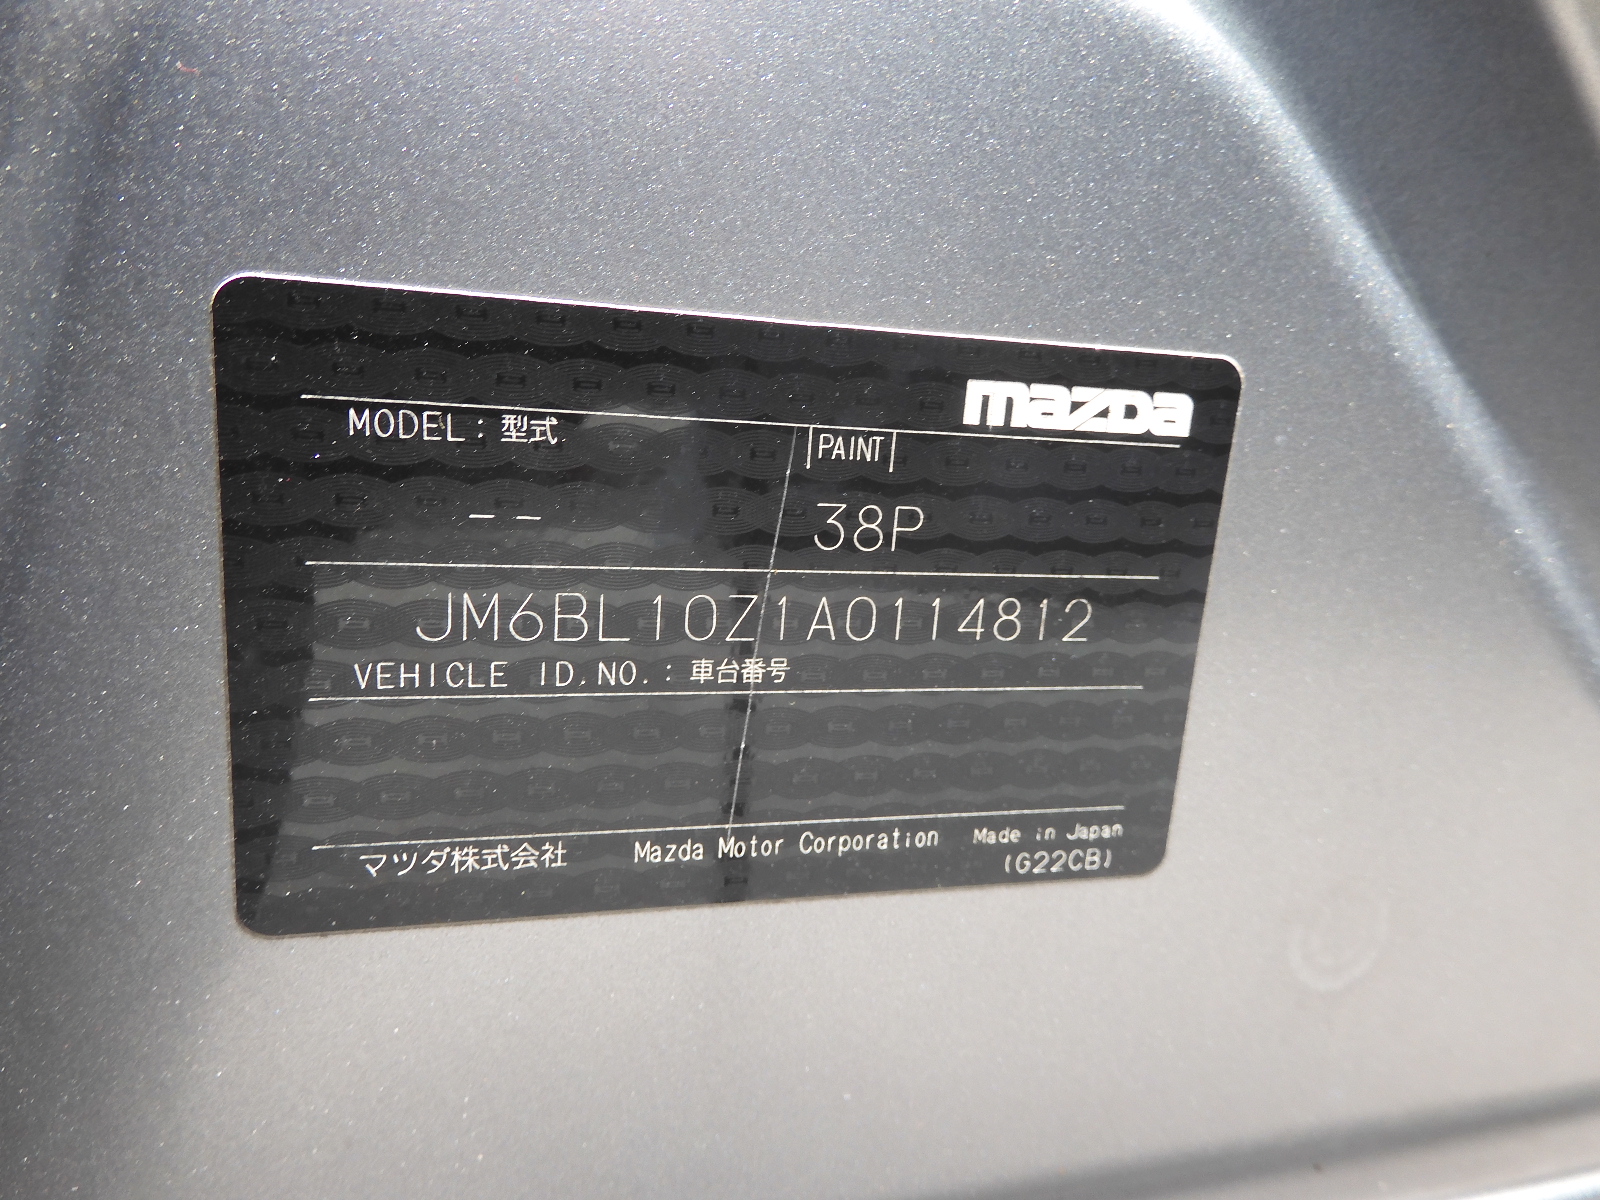 mazda
MODEL : 型式
PAINT
-- 38P
JM6BL10Z1A0114812
VEHICLE ID.NO. : 車台番号
マツダ株式会社 Mazda Motor Corporation Made in Japan
(G22CB)